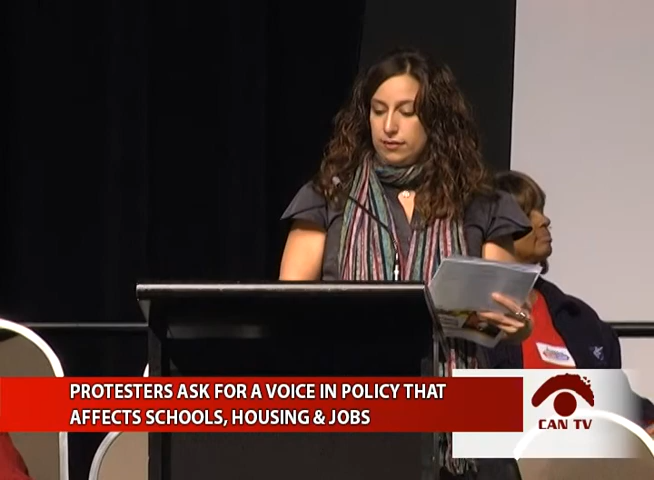 PROTESTERS ASK FOR A VOICE IN POLICY THAT
AFFECTS SCHOOLS, HOUSING & JOBS
CAN TV